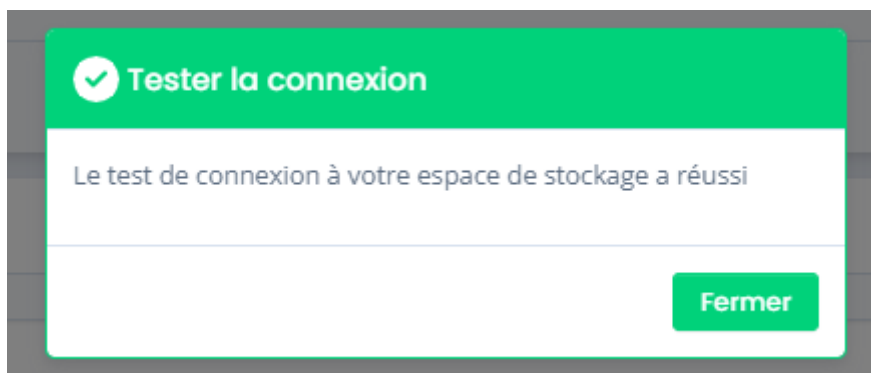 Tester la connexion
Le test de connexion à votre espace de stockage a réussi
Fermer